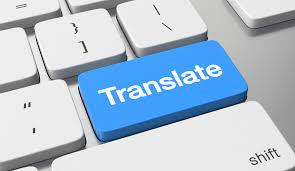 "
'
Translate
shift